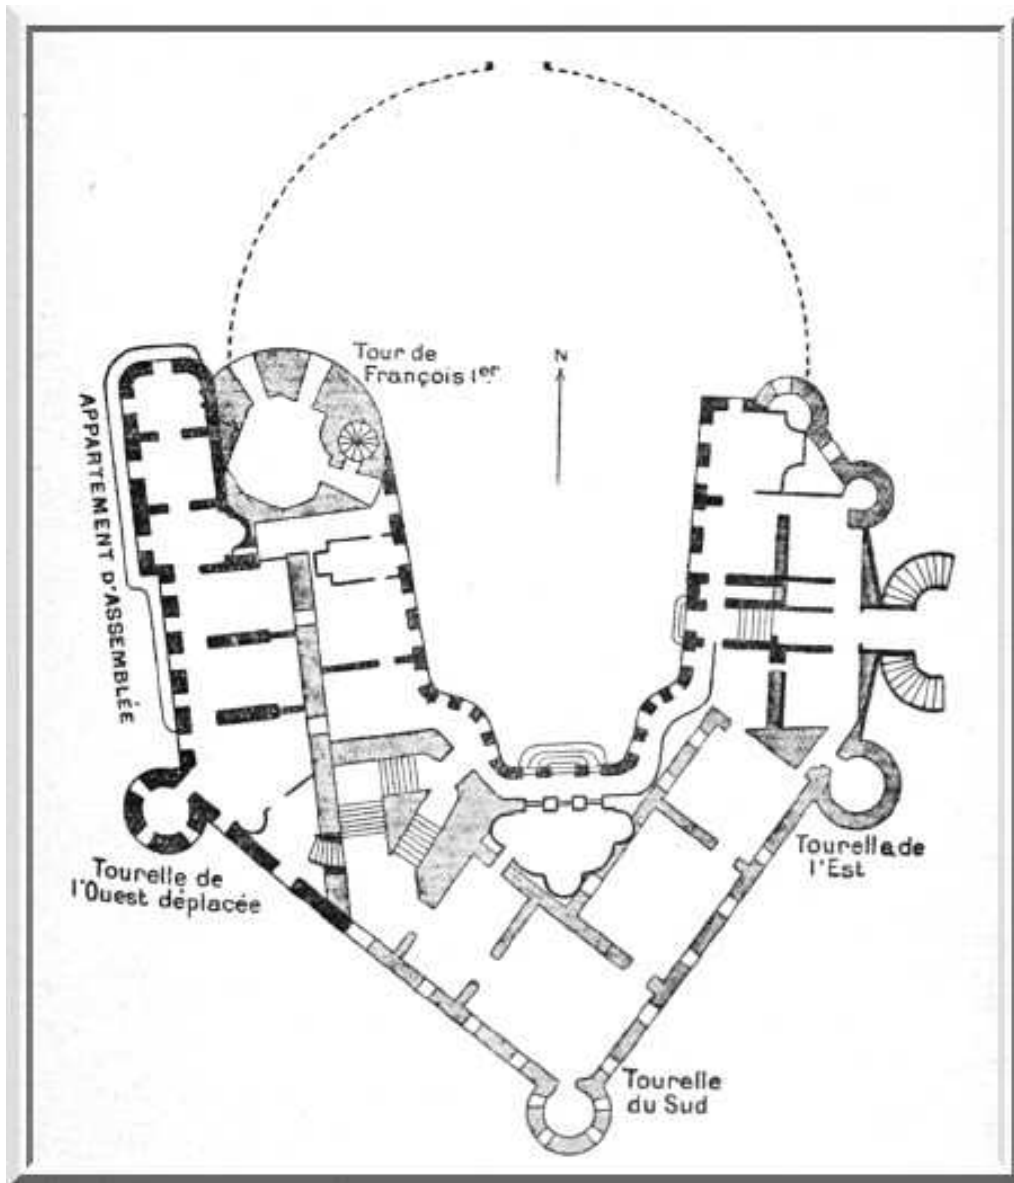 Tour de
François Ier
N
APPARTEMENT D'ASSEMBLÉE
Tourelle de
l'Ouest déplacée
Tourelle de
l'Est
Tourelle
du Sud